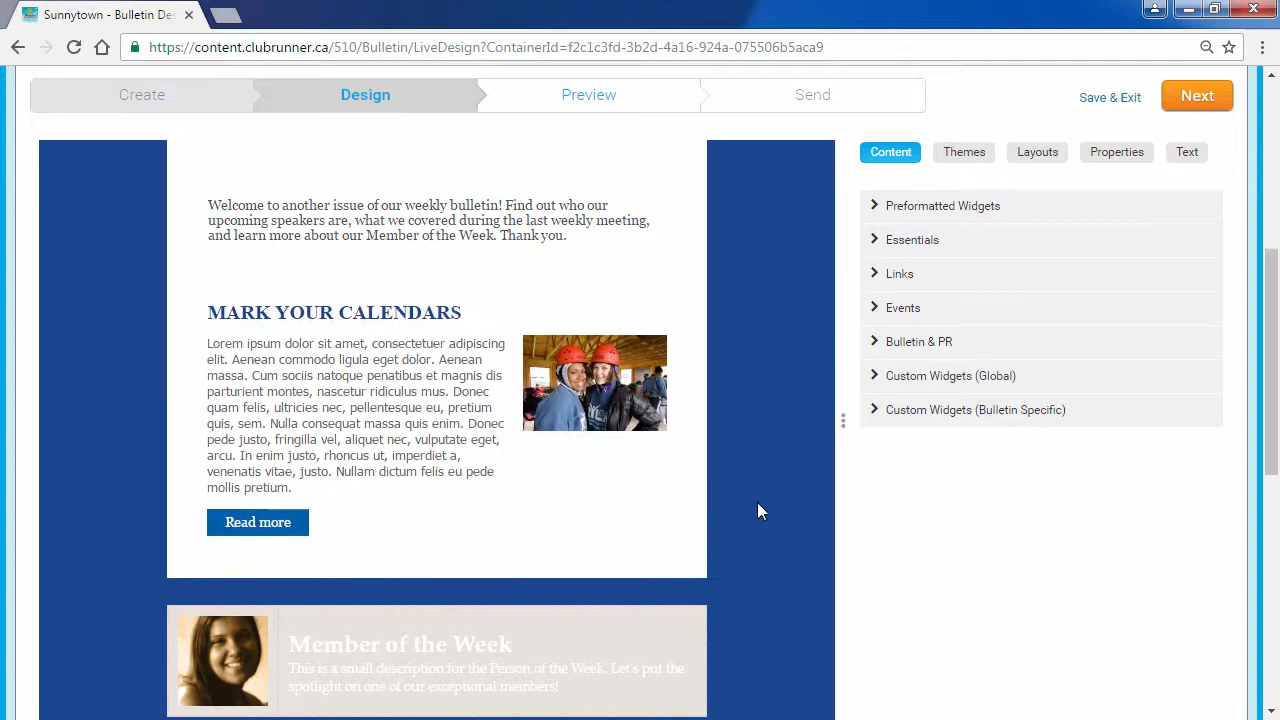 Sunnytown - Bulletin De
https://content.clubrunner.ca/510/Bulletin/LiveDesign?ContainerId=f2c1c3fd-3b2d-4a16-924a-075506b5aca9
Create
Design
Preview
Send
Save & Exit
Next
Content
Themes
Layouts
Properties
Text
Welcome to another issue of our weekly bulletin! Find out who our
upcoming speakers are, what we covered during the last weekly meeting,
and learn more about our Member of the Week. Thank you.
MARK YOUR CALENDARS
Lorem ipsum dolor sit amet, consectetuer adipiscing
elit. Aenean commodo ligula eget dolor. Aenean
massa. Cum sociis natoque penatibus et magnis dis
parturient montes, nascetur ridiculus mus. Donec
quam felis, ultricies nec, pellentesque eu, pretium
quis, sem. Nulla consequat massa quis enim. Donec
pede justo, fringilla vel, aliquet nec, vulputate eget,
arcu. In enim justo, rhoncus ut, imperdiet a,
venenatis vitae, justo. Nullam dictum felis eu pede
mollis pretium.
Read more
Member of the Week
This is a small description for the Person of the Week. Let's put the
spotlight on one of our exceptional members!
Preformatted Widgets
Essentials
Links
Events
Bulletin & PR
Custom Widgets (Global)
Custom Widgets (Bulletin Specific)